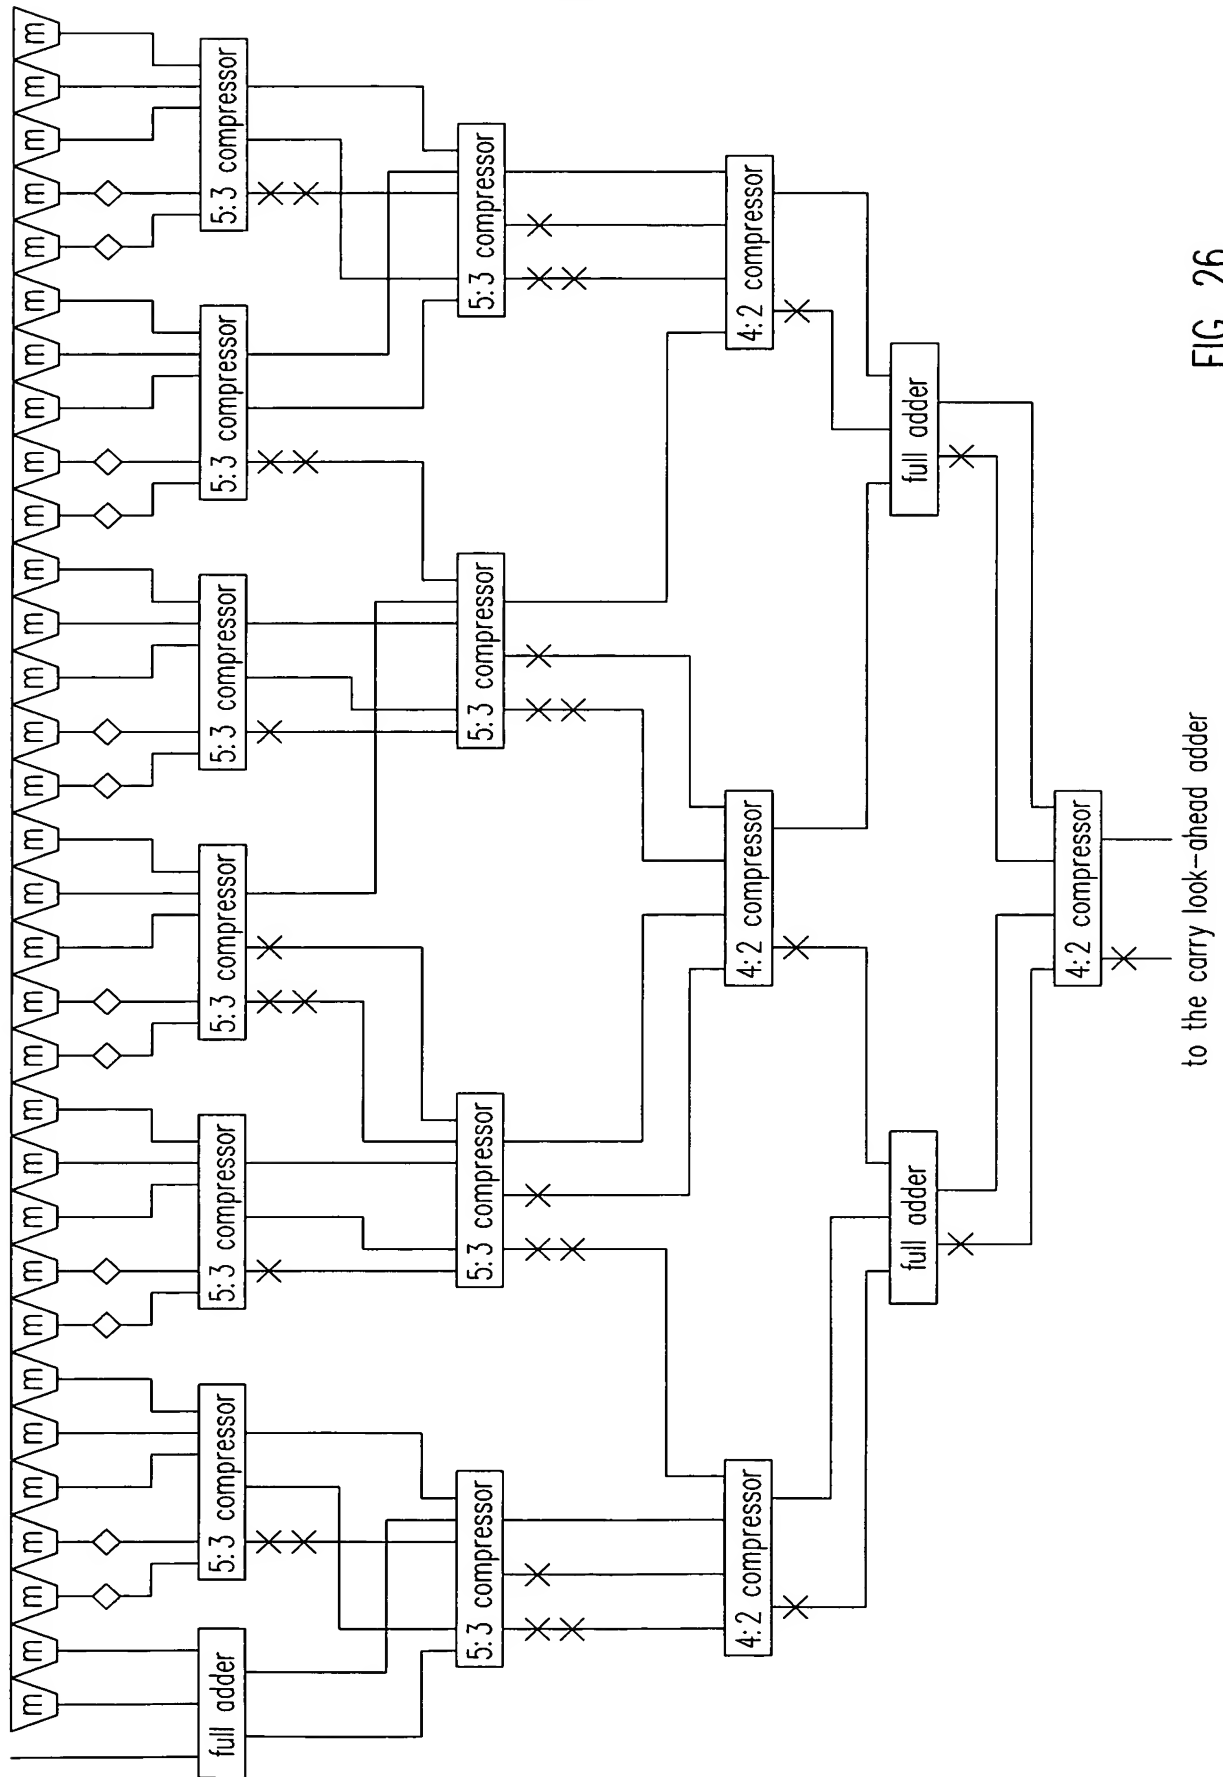 m m m m m m m m m m m m m m m m m m m m m m m m m m m m m m m m
full adder 5:3 compressor 5:3 compressor 5:3 compressor 5:3 compressor 5:3 compressor 5:3 compressor
5:3 compressor 5:3 compressor 5:3 compressor 5:3 compressor
4:2 compressor 4:2 compressor 4:2 compressor
full adder full adder
4:2 compressor
to the carry look-ahead adder
FIG 26